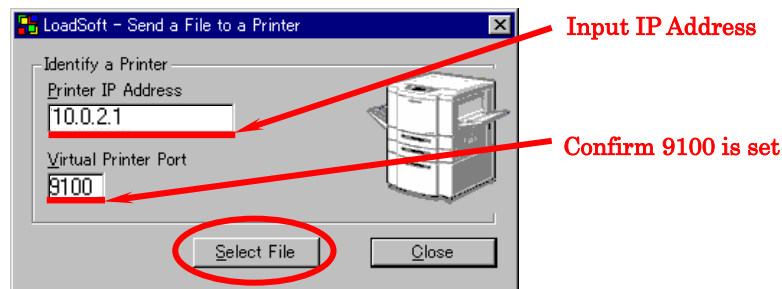 LoadSoft - Send a File to a Printer
Input IP Address
Identify a Printer
Printer IP Address
10.0.2.1
Virtual Printer Port
Confirm 9100 is set
9100
Select File
Close